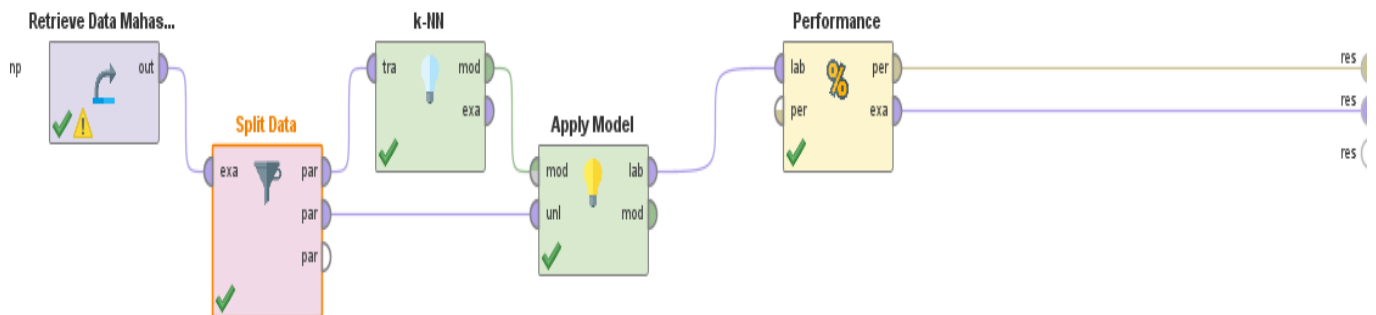 Retrieve Data Mahas...
k-NN
Performance
np
out
tra
mod
exa
lab
per
per
exa
res
res
res
Split Data
exa
par
par
par
Apply Model
mod
lab
unl
mod
%